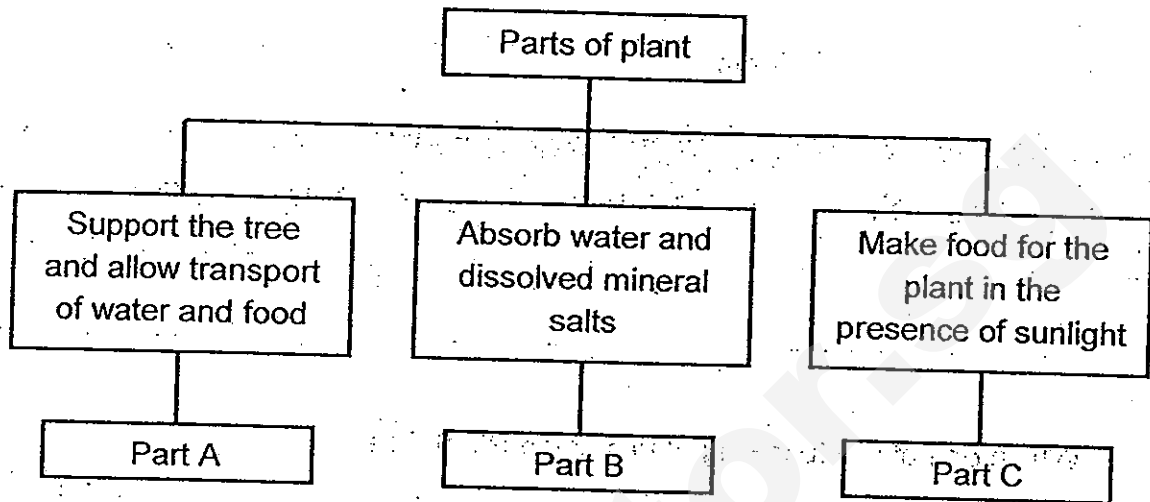 Parts of plant
Support the tree
and allow transport
of water and food
Absorb water and
dissolved mineral
salts
Make food for the
plant in the
presence of sunlight
Part A
Part B
Part C